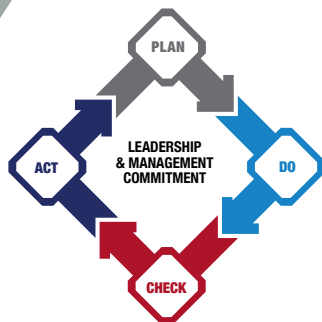 PLAN
LEADERSHIP
& MANAGEMENT
COMMITMENT
ACT
DO
CHECK